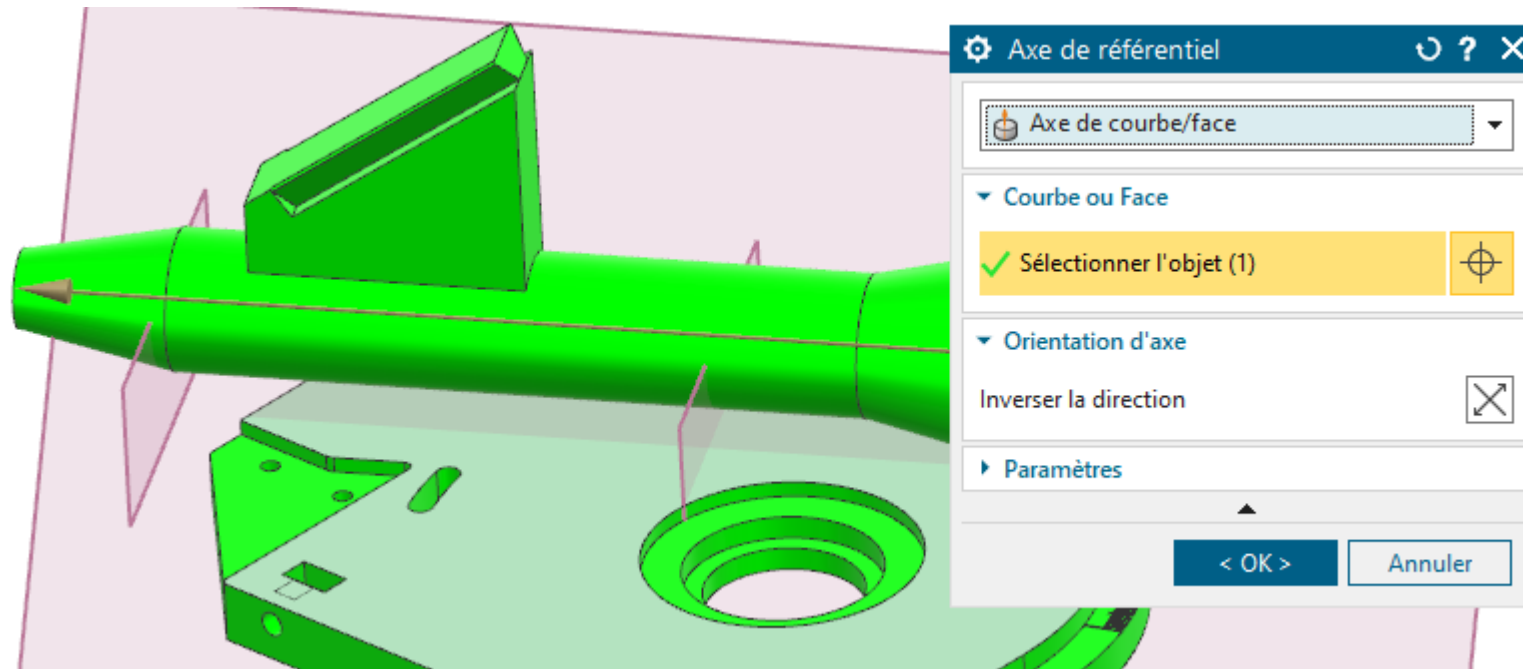 Axe de référentiel
Axe de courbe/face
Courbe ou Face
Sélectionner l'objet (1)
Orientation d'axe
Inverser la direction
Paramètres
< OK >
Annuler